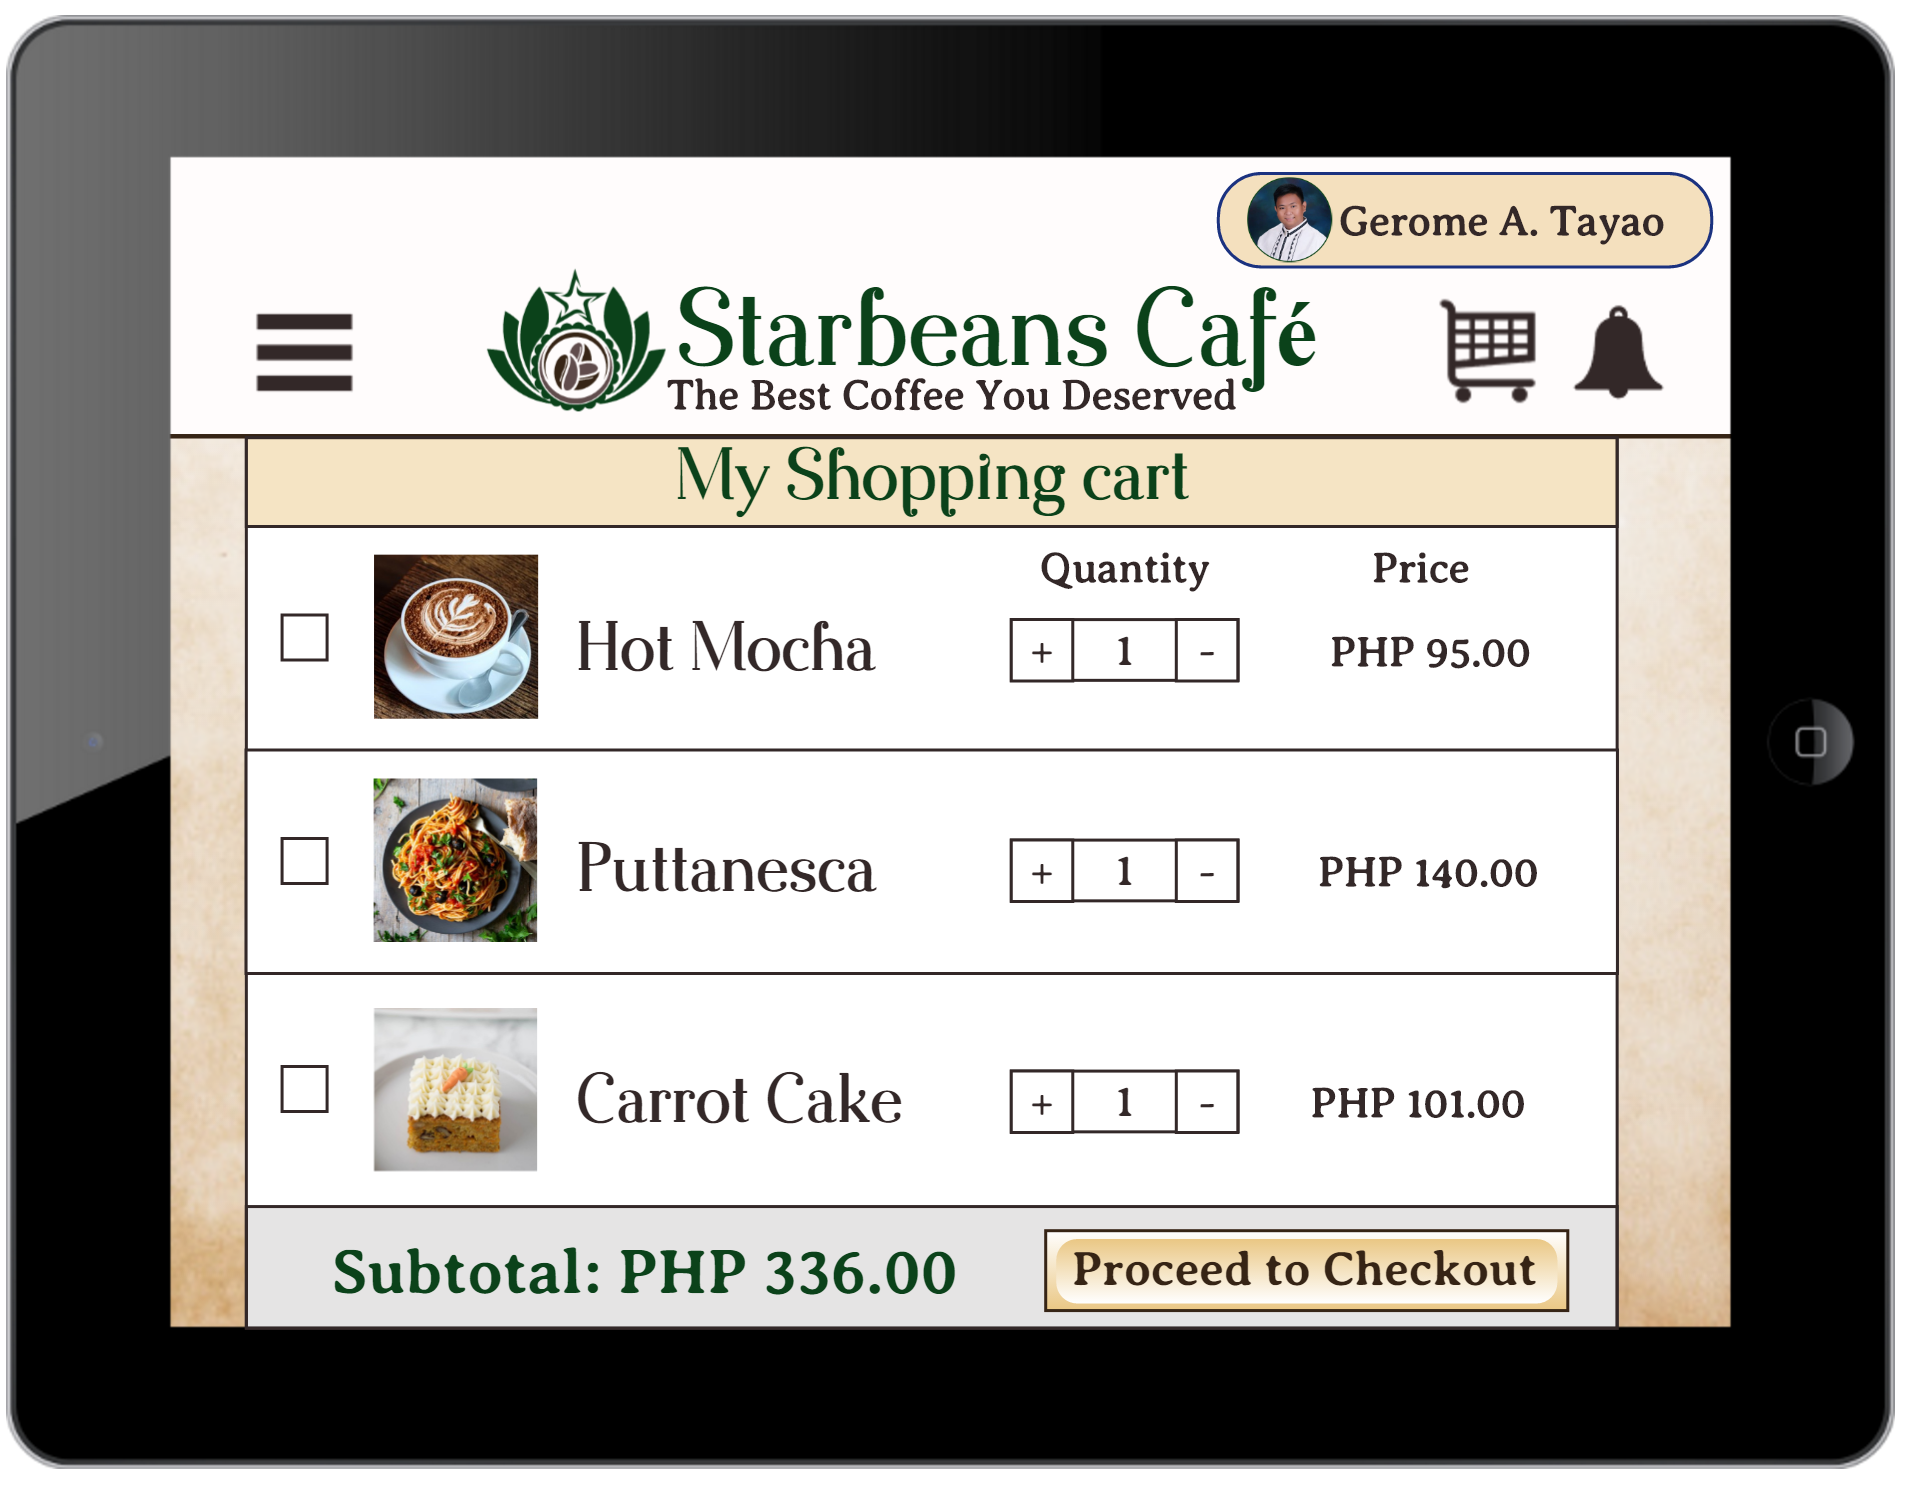 Gerome A. Tayao
Starbeans Café
The Best Coffee You Deserved
My Shopping cart
Quantity Price
Hot Mocha + 1 - PHP 95.00
Puttanesca + 1 - PHP 140.00
Carrot Cake + 1 - PHP 101.00
Subtotal: PHP 336.00 Proceed to Checkout